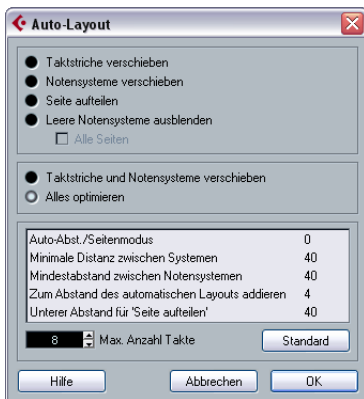 Auto-Layout
Taktstriche verschieben
Notensysteme verschieben
Seite aufteilen
Leere Notensysteme ausblenden
Alle Seiten
Taktstriche und Notensysteme verschieben
Alles optimieren
Auto-Abst./Seitenmodus 0
Minimale Distanz zwischen Systemen 40
Mindestabstand zwischen Notensystemen 40
Zum Abstand des automatischen Layouts addieren 4
Unterer Abstand für 'Seite aufteilen' 40
8 Max. Anzahl Takte Standard
Hilfe Abbrechen OK